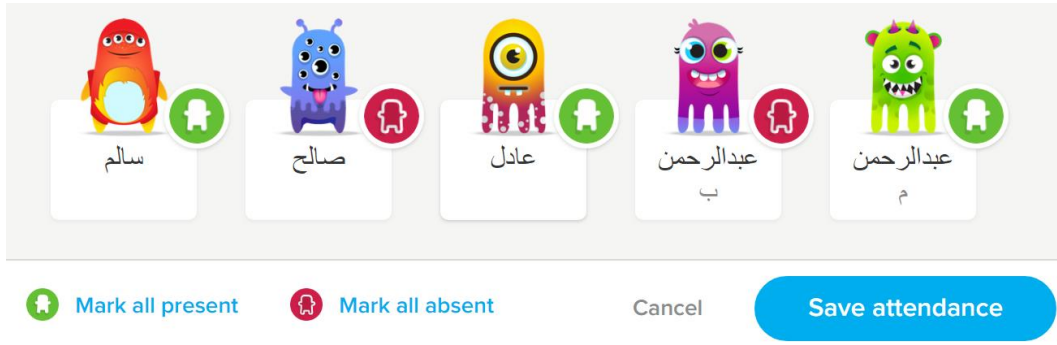 سالم
صالح
عادل
عبدالرحمن
ب
عبدالرحمن
م
Mark all present
Mark all absent
Cancel
Save attendance